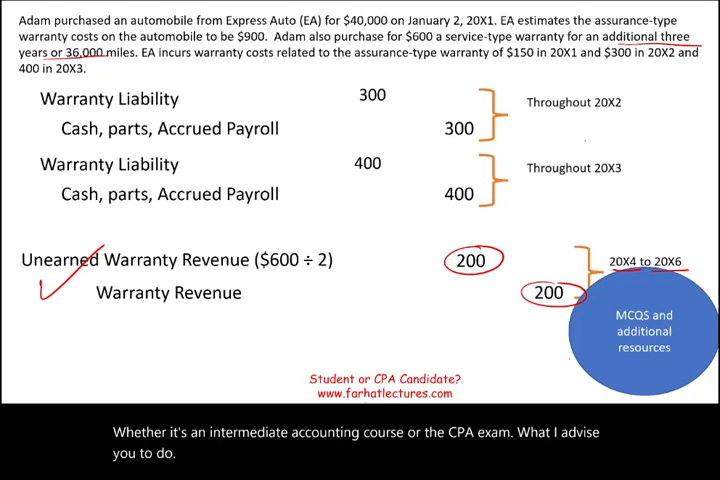 Adam purchased an automobile from Express Auto (EA) for $40,000 on January 2, 20X1. EA estimates the assurance-type
warranty costs on the automobile to be $900. Adam also purchase for $600 a service-type warranty for an additional three
years or 36,000 miles. EA incurs warranty costs related to the assurance-type warranty of $150 in 20X1 and $300 in 20X2 and
400 in 20X3.
Warranty Liability 300
Cash, parts, Accrued Payroll 300
Throughout 20X2
Warranty Liability 400
Cash, parts, Accrued Payroll 400
Throughout 20X3
Unearned Warranty Revenue ($600 ÷ 2) 200
Warranty Revenue 200
20X4 to 20X6
MCQS and
additional
resources
Student or CPA Candidate?
www.farhatlectures.com
Whether it's an intermediate accounting course or the CPA exam. What I advise
you to do.